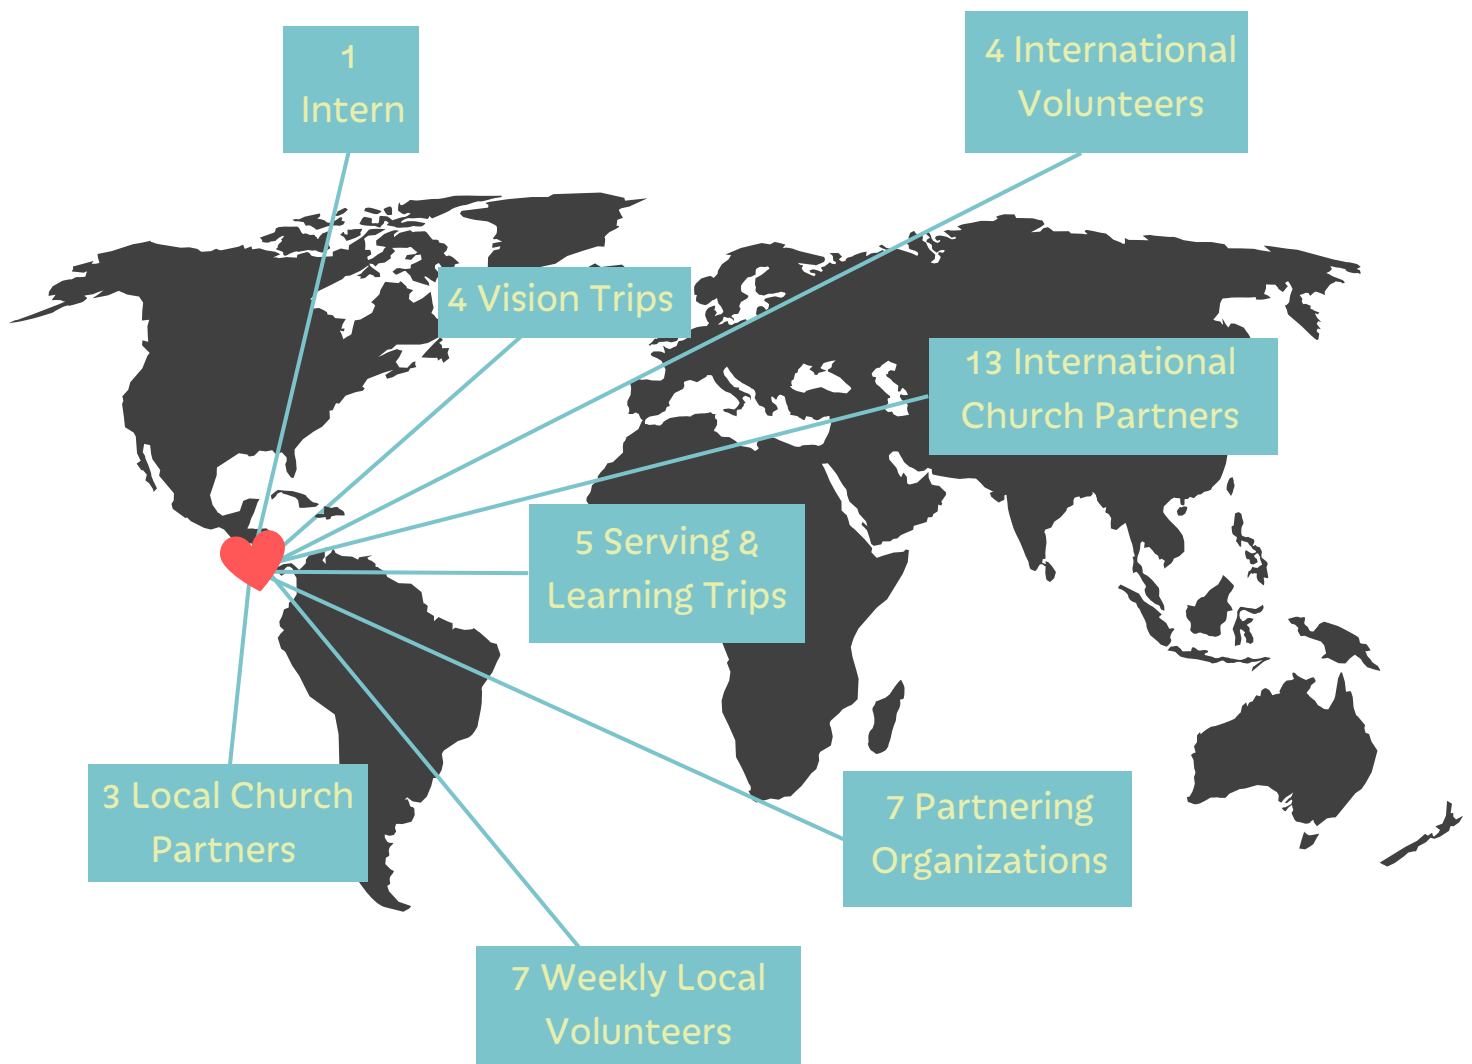 1
Intern
4 International
Volunteers
4 Vision Trips
13 International
Church Partners
5 Serving &
Learning Trips
3 Local Church
Partners
7 Partnering
Organizations
7 Weekly Local
Volunteers